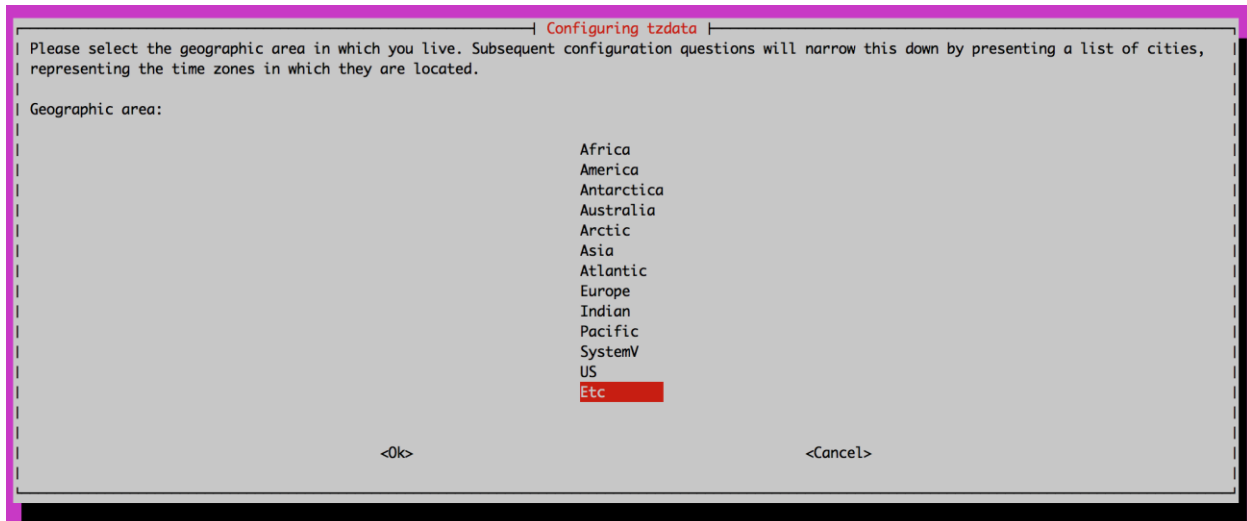 Configuring tzdata
Please select the geographic area in which you live. Subsequent configuration questions will narrow this down by presenting a list of cities,
representing the time zones in which they are located.
Geographic area:
Africa
America
Antarctica
Australia
Arctic
Asia
Atlantic
Europe
Indian
Pacific
SystemV
US
Etc
<Ok> <Cancel>